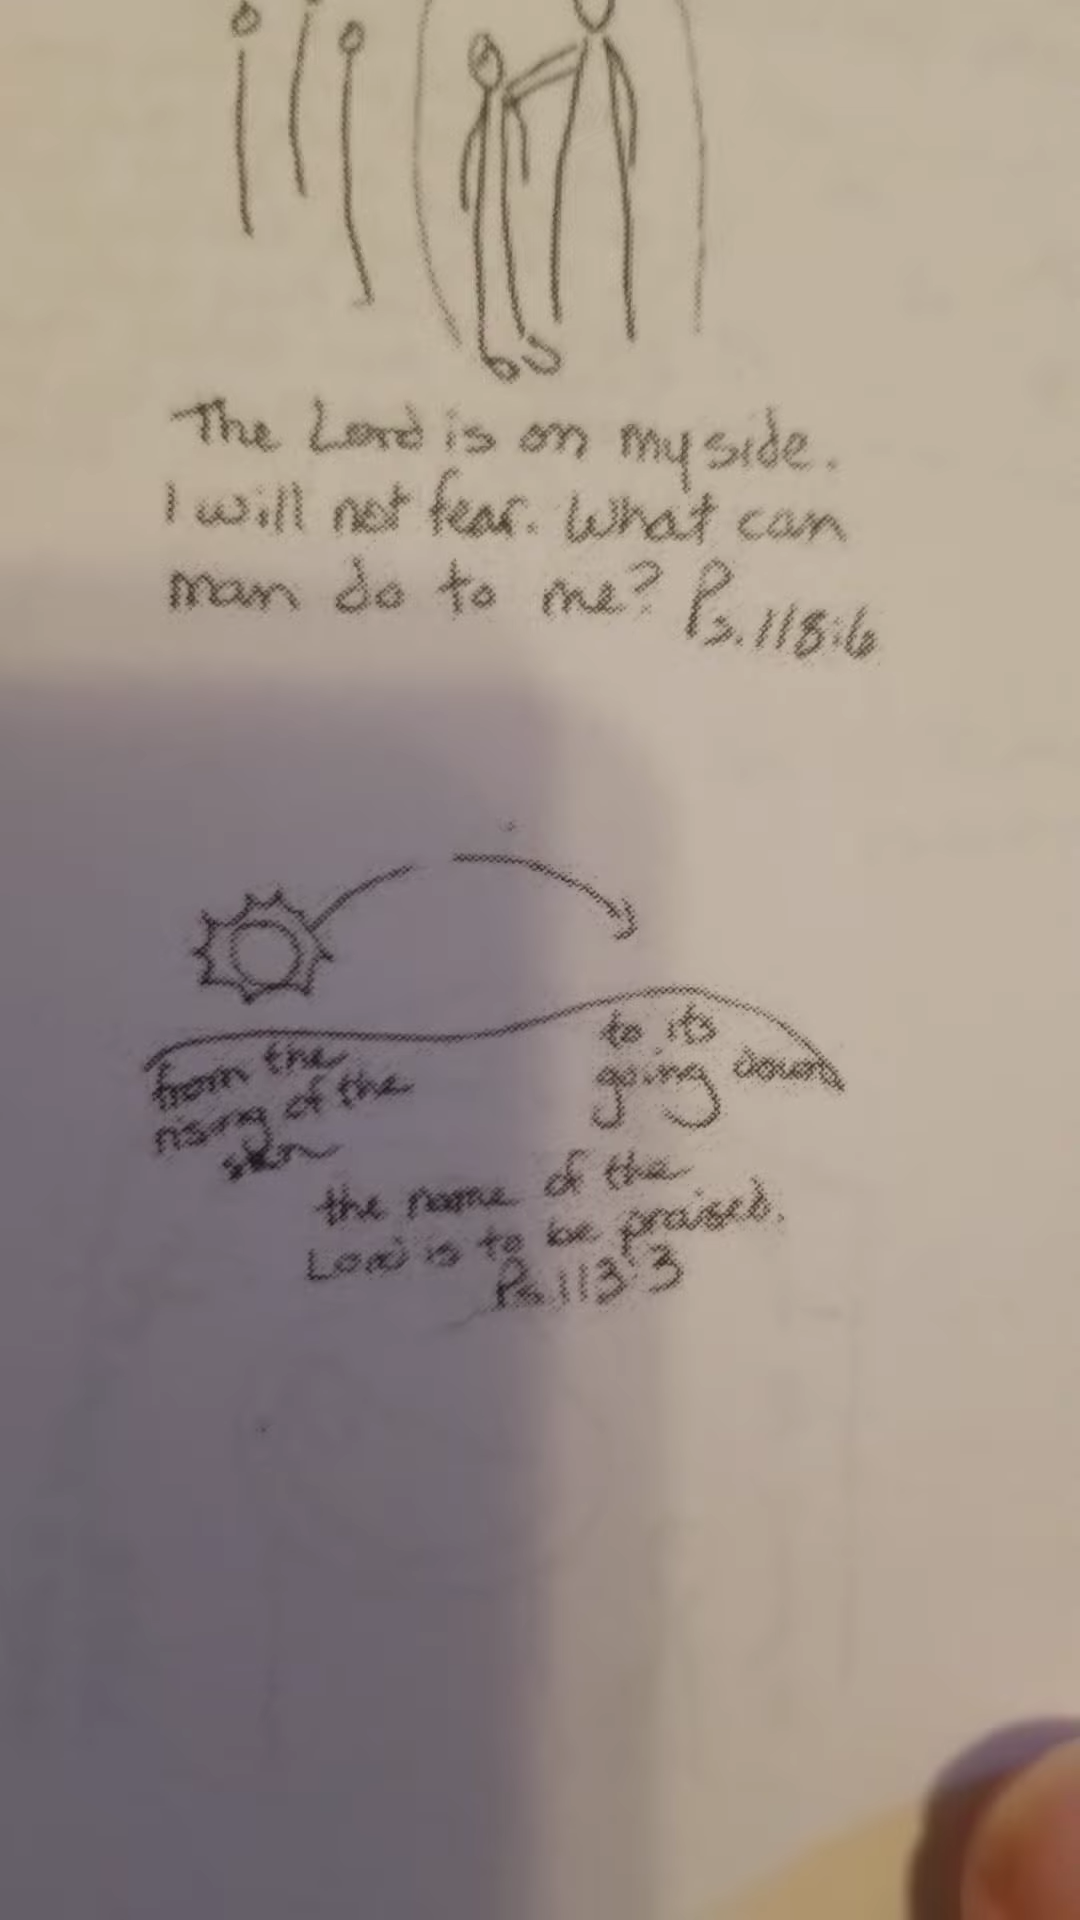 The Lord is on my side.
I will not fear. What can
man do to me? Ps. 118:6
from the
rising of the
sun
to its
going down
the name of the
Lord is to be praised.
Ps. 113:3